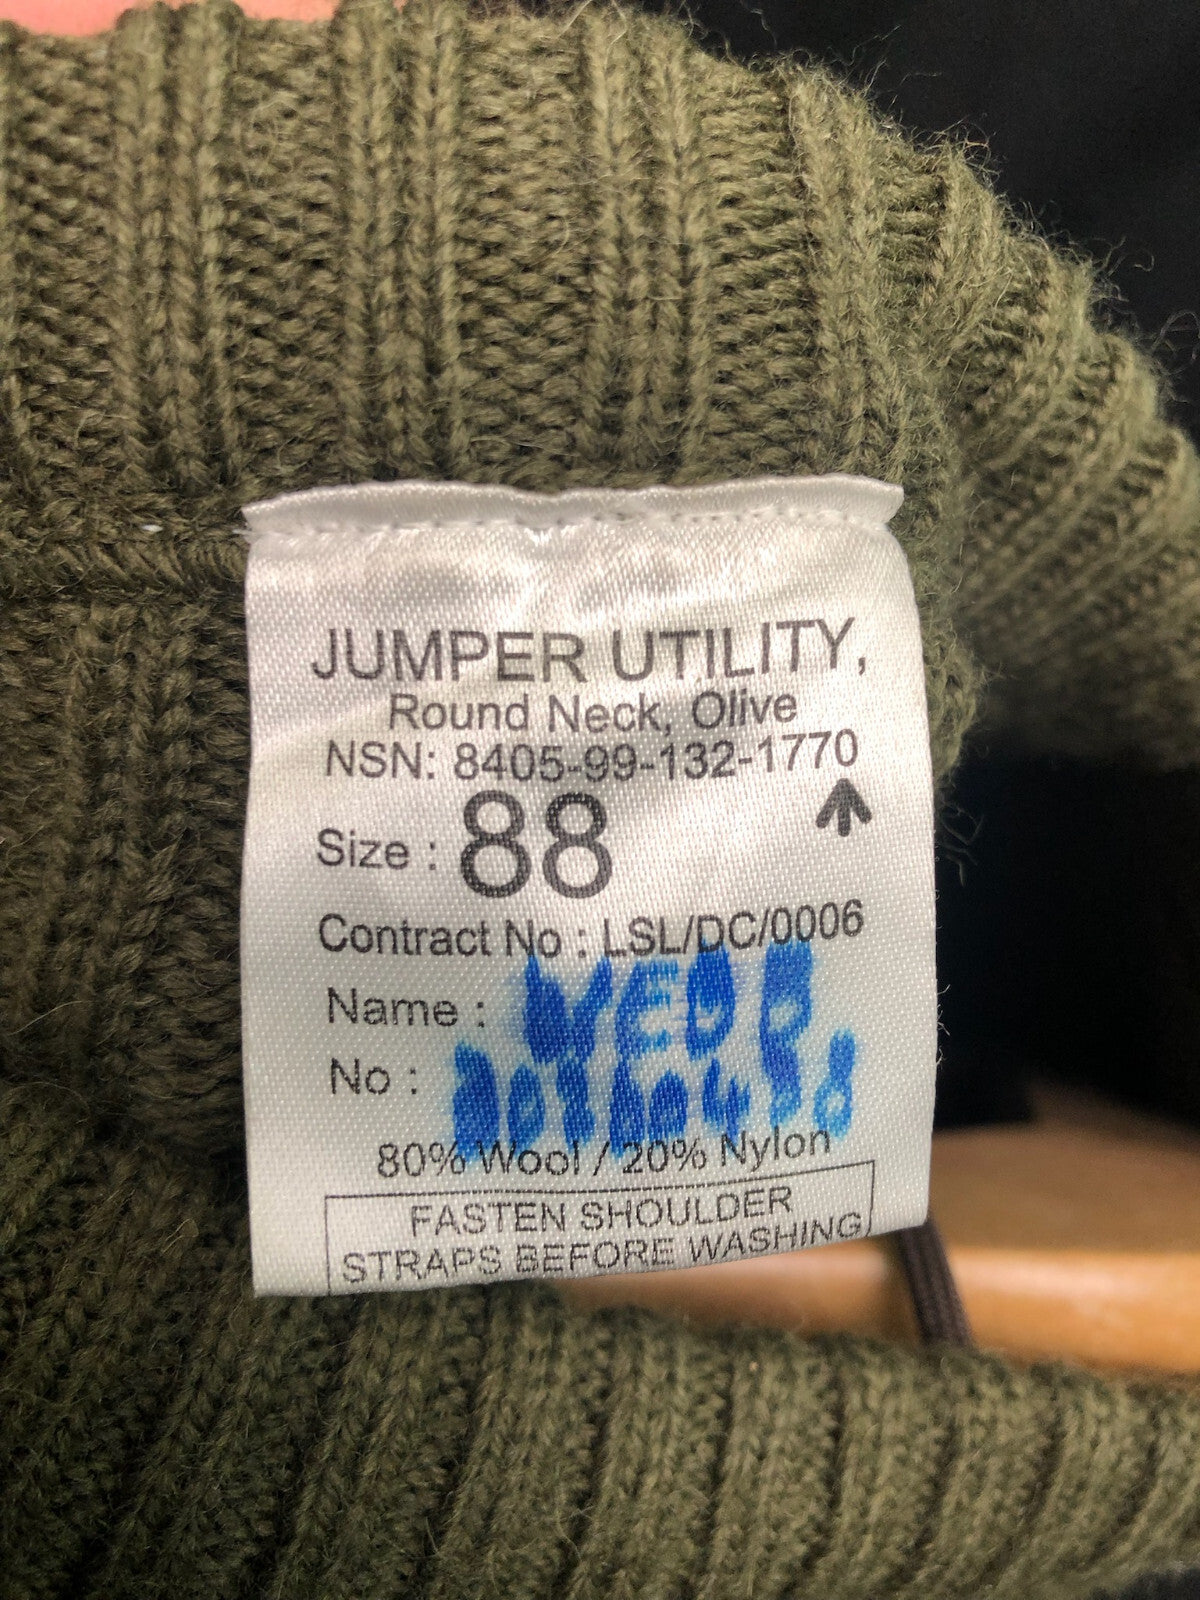 JUMPER UTILITY,
Round Neck, Olive
NSN: 8405-99-132-1770
Size : 88
Contract No : LSL/DC/0006
Name :
No :
80% Wool / 20% Nylon
FASTEN SHOULDER
STRAPS BEFORE WASHING